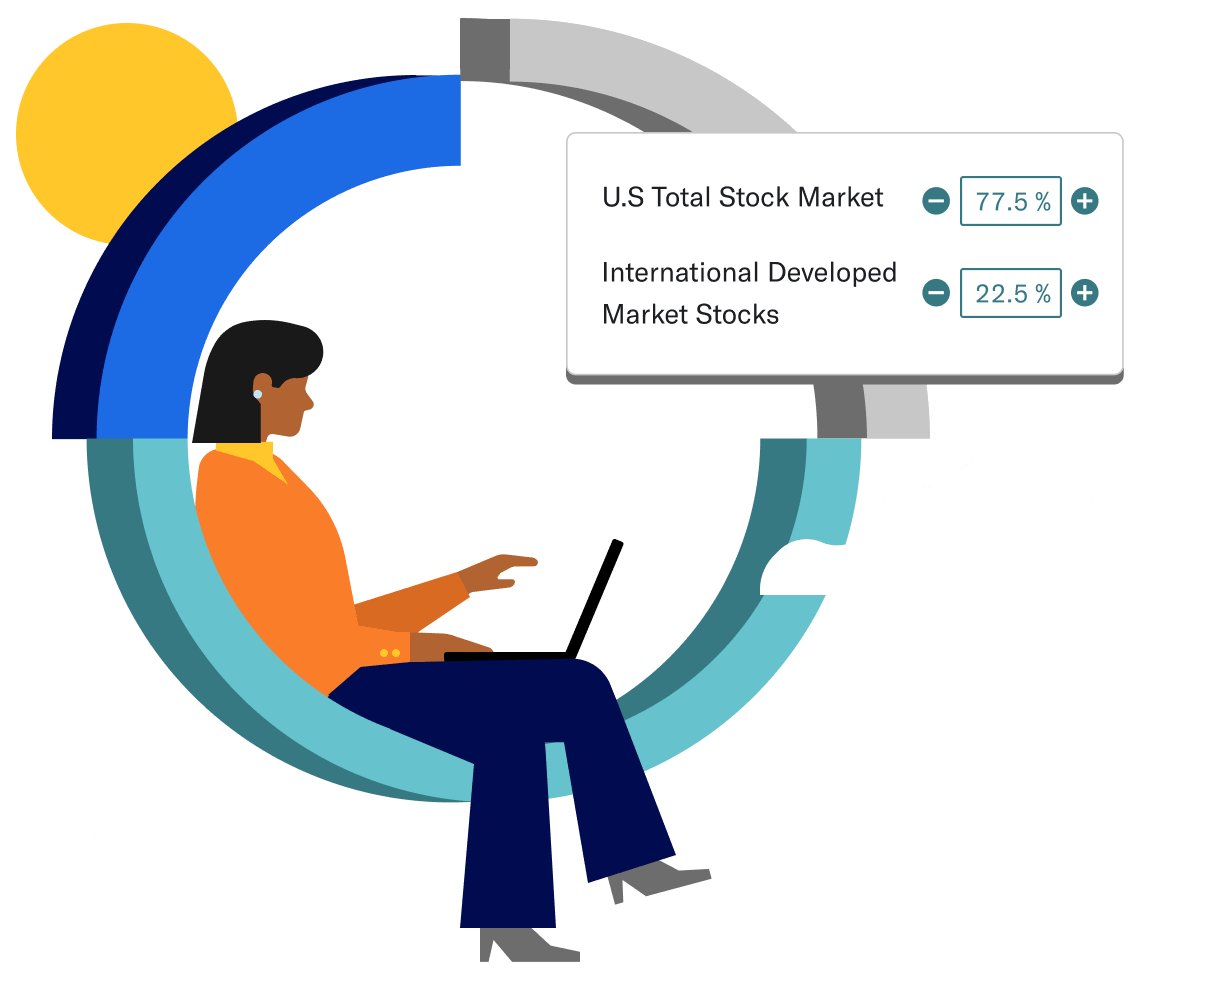 U.S Total Stock Market 77.5 %
International Developed
Market Stocks 22.5 %